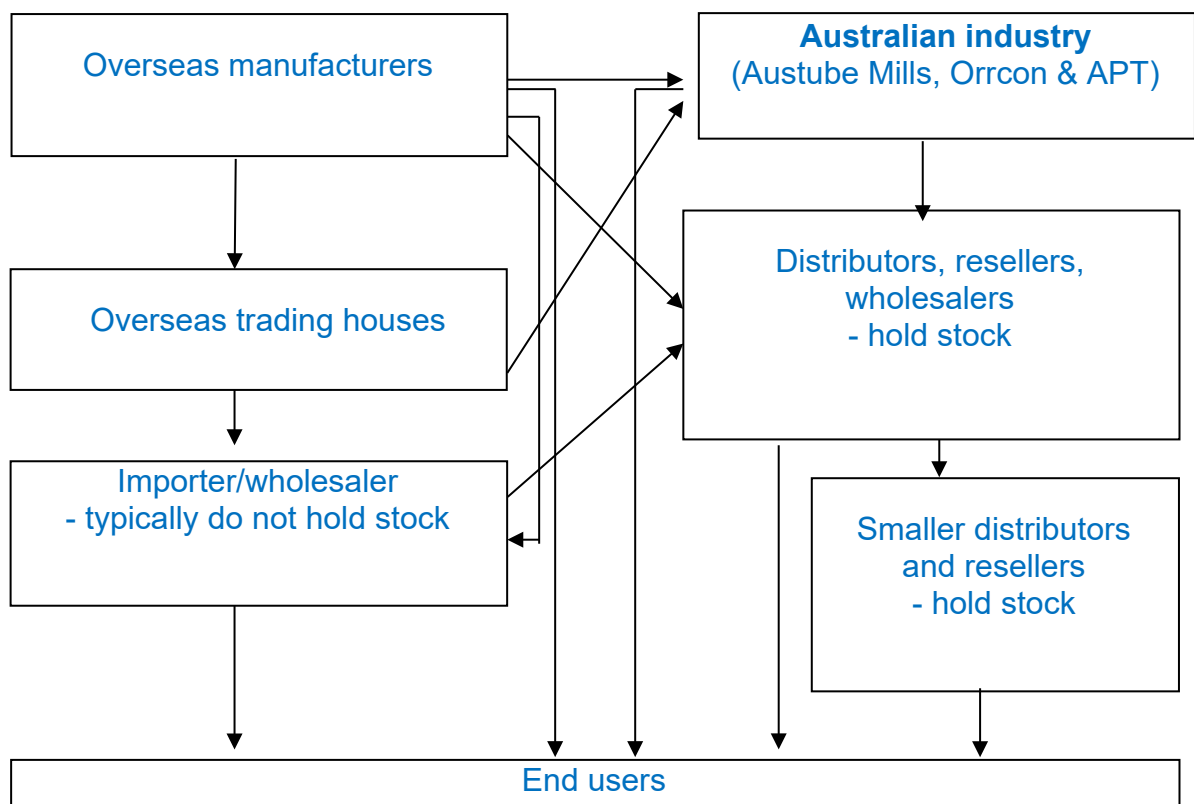 Overseas manufacturers
Australian industry
(Austube Mills, Orrcon & APT)
Overseas trading houses
Distributors, resellers,
wholesalers
- hold stock
Importer/wholesaler
- typically do not hold stock
Smaller distributors
and resellers
- hold stock
End users